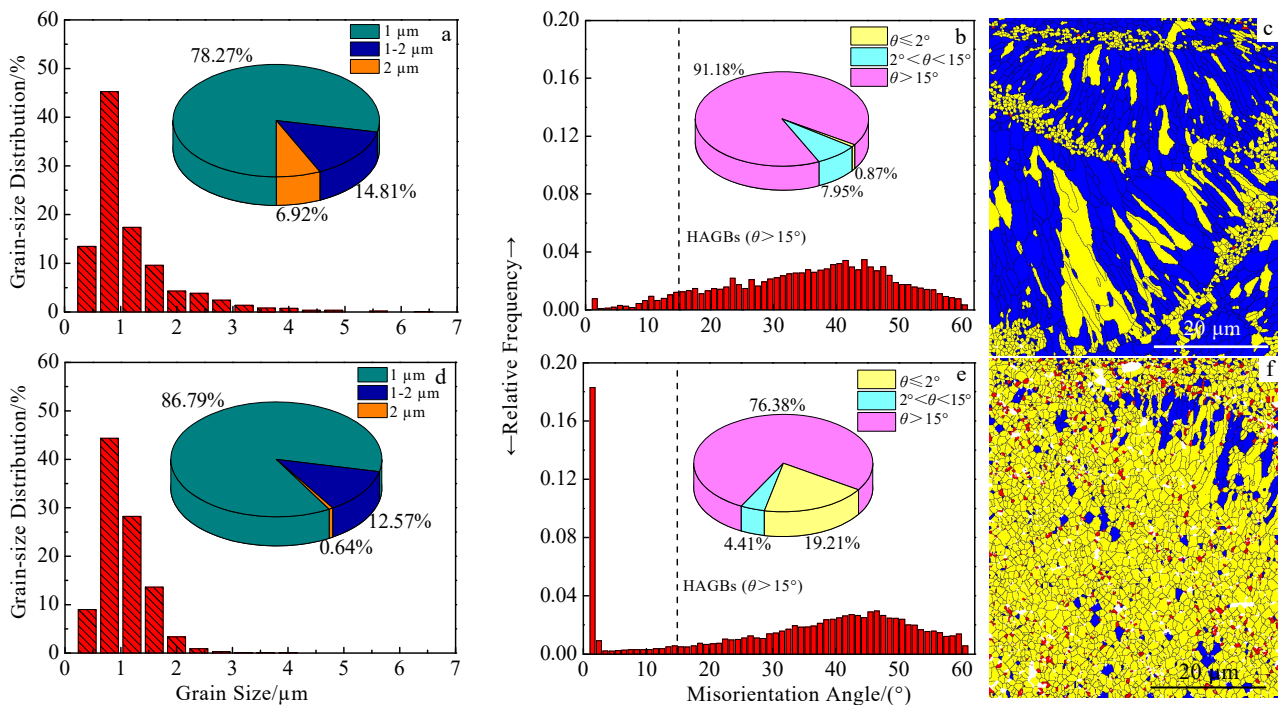 a
60
50
40
30
20
10
0
Grain-size Distribution/%
78.27%
14.81%
6.92%
1 μm
1-2 μm
2 μm
0 1 2 3 4 5 6 7
b
0.20
0.16
0.12
0.08
0.04
0.00
←Relative Frequency→
91.18%
0.87%
7.95%
θ≤2°
2°<θ<15°
θ>15°
HAGBs (θ>15°)
0 10 20 30 40 50 60
c
20 μm
d
60
50
40
30
20
10
0
Grain-size Distribution/%
86.79%
12.57%
0.64%
1 μm
1-2 μm
2 μm
0 1 2 3 4 5 6 7
Grain Size/μm
e
0.20
0.16
0.12
0.08
0.04
0.00
76.38%
4.41%
19.21%
θ≤2°
2°<θ<15°
θ>15°
HAGBs (θ>15°)
0 10 20 30 40 50 60
Misorientation Angle/(°)
f
20 μm